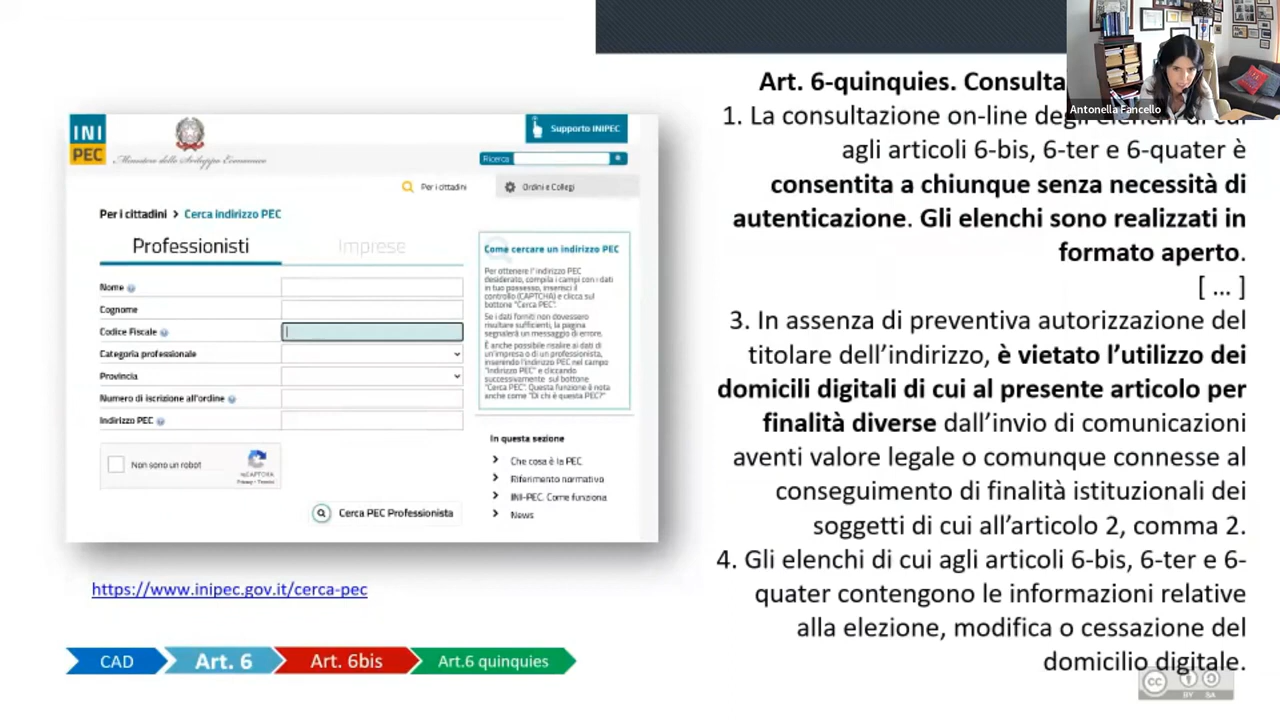 INI
PEC
Ministero dello Sviluppo Economico
Supporto INIPEC
Ricerca
Per i cittadini
Ordini e Collegi
Per i cittadini > Cerca indirizzo PEC
Professionisti
Imprese
Nome
Cognome
Codice Fiscale
Categoria professionale
Provincia
Numero di iscrizione all'ordine
Indirizzo PEC
Non sono un robot
reCAPTCHA
Privacy - Termini
Cerca PEC Professionista
Come cercare un indirizzo PEC
Per ottenere l' indirizzo PEC
desiderato, compila i campi con i dati
in tuo possesso, inserisci il
controllo (CAPTCHA) e clicca sul
bottone "Cerca PEC".
Se i dati forniti non dovessero
risultare sufficienti, la pagina
segnalerà un messaggio di errore.
È anche possibile risalire ai dati di
un'impresa o di un professionista,
inserendo l'indirizzo PEC nel campo
"Indirizzo PEC" e cliccando
successivamente sul bottone
"Cerca PEC". Questa funzione è nota
anche come "Di chi è questa PEC?"
In questa sezione
Che cosa è la PEC
Riferimento normativo
INI-PEC. Come funziona
News
https://www.inipec.gov.it/cerca-pec
CAD
Art. 6
Art. 6bis
Art.6 quinquies
Antonella Fancello
Art. 6-quinquies. Consulta
1. La consultazione on-line degli elenchi di cui
agli articoli 6-bis, 6-ter e 6-quater è
consentita a chiunque senza necessità di
autenticazione. Gli elenchi sono realizzati in
formato aperto.
[ ... ]
3. In assenza di preventiva autorizzazione del
titolare dell'indirizzo, è vietato l'utilizzo dei
domicili digitali di cui al presente articolo per
finalità diverse dall'invio di comunicazioni
aventi valore legale o comunque connesse al
conseguimento di finalità istituzionali dei
soggetti di cui all'articolo 2, comma 2.
4. Gli elenchi di cui agli articoli 6-bis, 6-ter e 6-
quater contengono le informazioni relative
alla elezione, modifica o cessazione del
domicilio digitale.
cc
BY SA